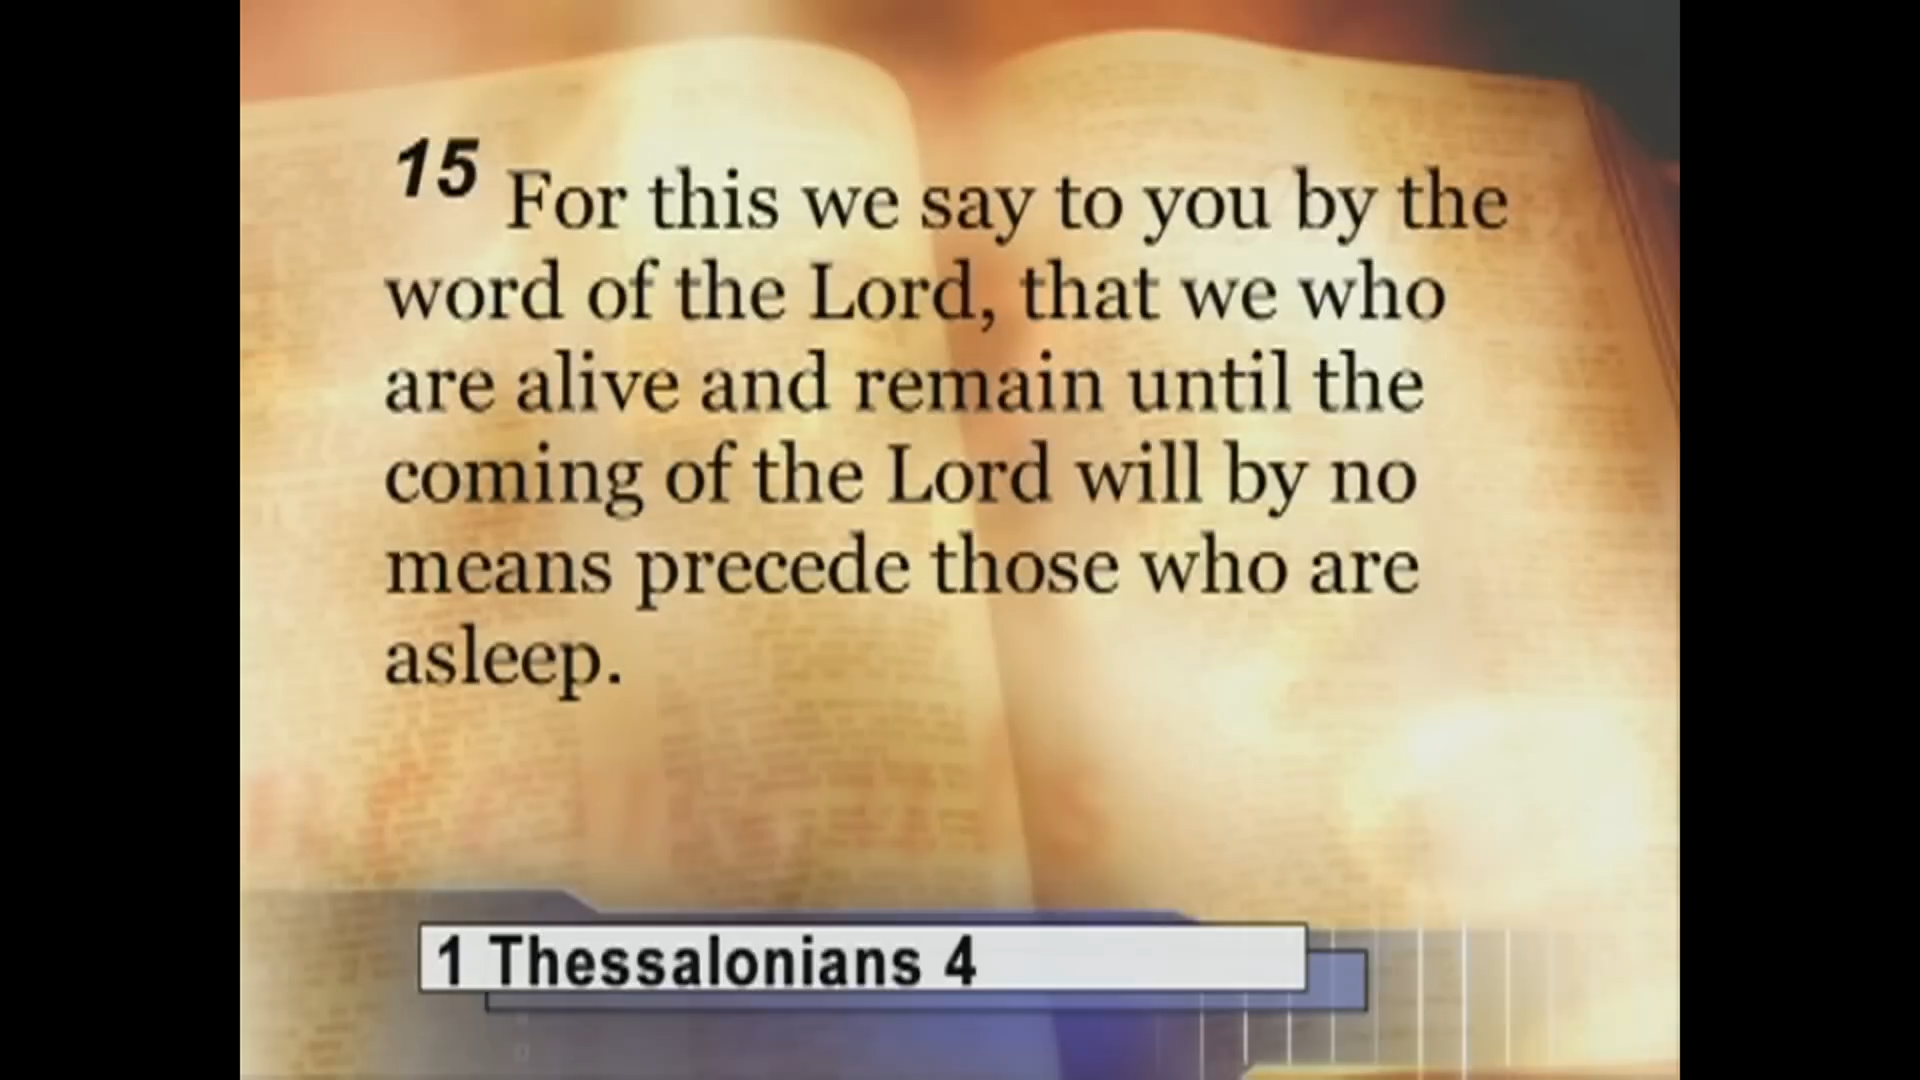 15 For this we say to you by the
word of the Lord, that we who
are alive and remain until the
coming of the Lord will by no
means precede those who are
asleep.
1 Thessalonians 4